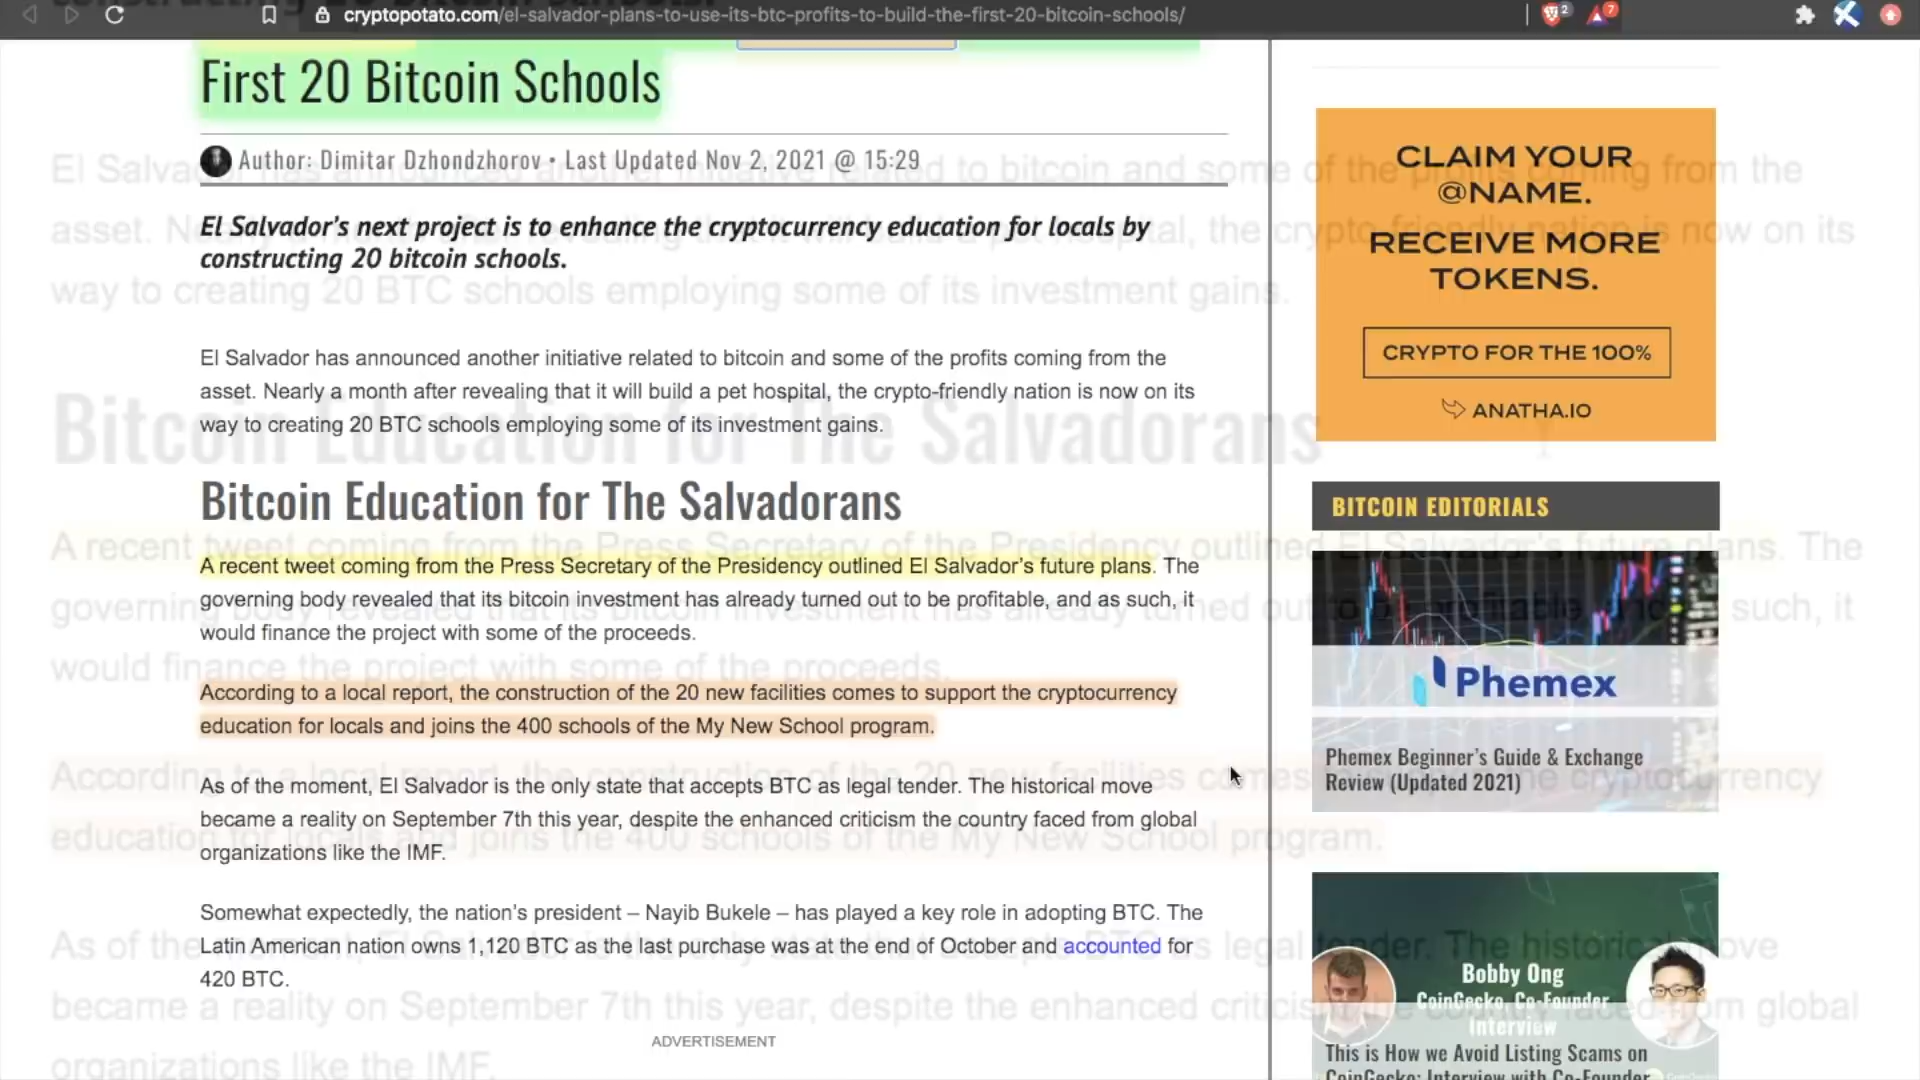 cryptopotato.com/el-salvador-plans-to-use-its-btc-profits-to-build-the-first-20-bitcoin-schools/
2
7
First 20 Bitcoin Schools
Author: Dimitar Dzhondzhorov • Last Updated Nov 2, 2021 @ 15:29
El Salvador's next project is to enhance the cryptocurrency education for locals by
constructing 20 bitcoin schools.
El Salvador has announced another initiative related to bitcoin and some of the profits coming from the
asset. Nearly a month after revealing that it will build a pet hospital, the crypto-friendly nation is now on its
way to creating 20 BTC schools employing some of its investment gains.
Bitcoin Education for The Salvadorans
A recent tweet coming from the Press Secretary of the Presidency outlined El Salvador's future plans. The
governing body revealed that its bitcoin investment has already turned out to be profitable, and as such, it
would finance the project with some of the proceeds.
According to a local report, the construction of the 20 new facilities comes to support the cryptocurrency
education for locals and joins the 400 schools of the My New School program.
As of the moment, El Salvador is the only state that accepts BTC as legal tender. The historical move
became a reality on September 7th this year, despite the enhanced criticism the country faced from global
organizations like the IMF.
Somewhat expectedly, the nation's president – Nayib Bukele – has played a key role in adopting BTC. The
Latin American nation owns 1,120 BTC as the last purchase was at the end of October and accounted for
420 BTC.
ADVERTISEMENT
CLAIM YOUR
@NAME.
RECEIVE MORE
TOKENS.
CRYPTO FOR THE 100%
ANATHA.IO
BITCOIN EDITORIALS
Phemex
Phemex Beginner's Guide & Exchange
Review (Updated 2021)
Bobby Ong
CoinGecko, Co-Founder
Interview
This is How we Avoid Listing Scams on
CoinGecko: Interview with Co-Founder